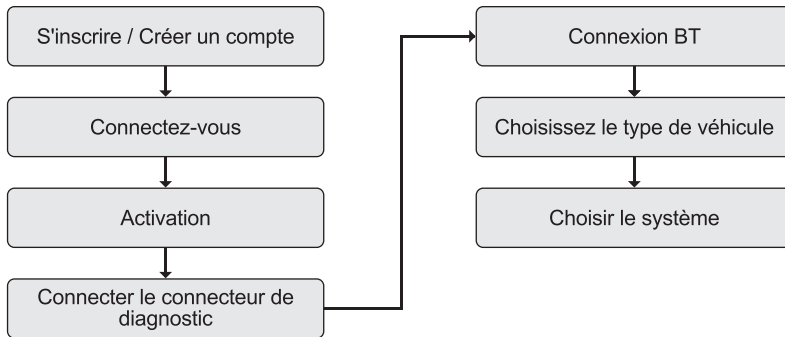 S'inscrire / Créer un compte
Connectez-vous
Activation
Connecter le connecteur de
diagnostic
Connexion BT
Choisissez le type de véhicule
Choisir le système